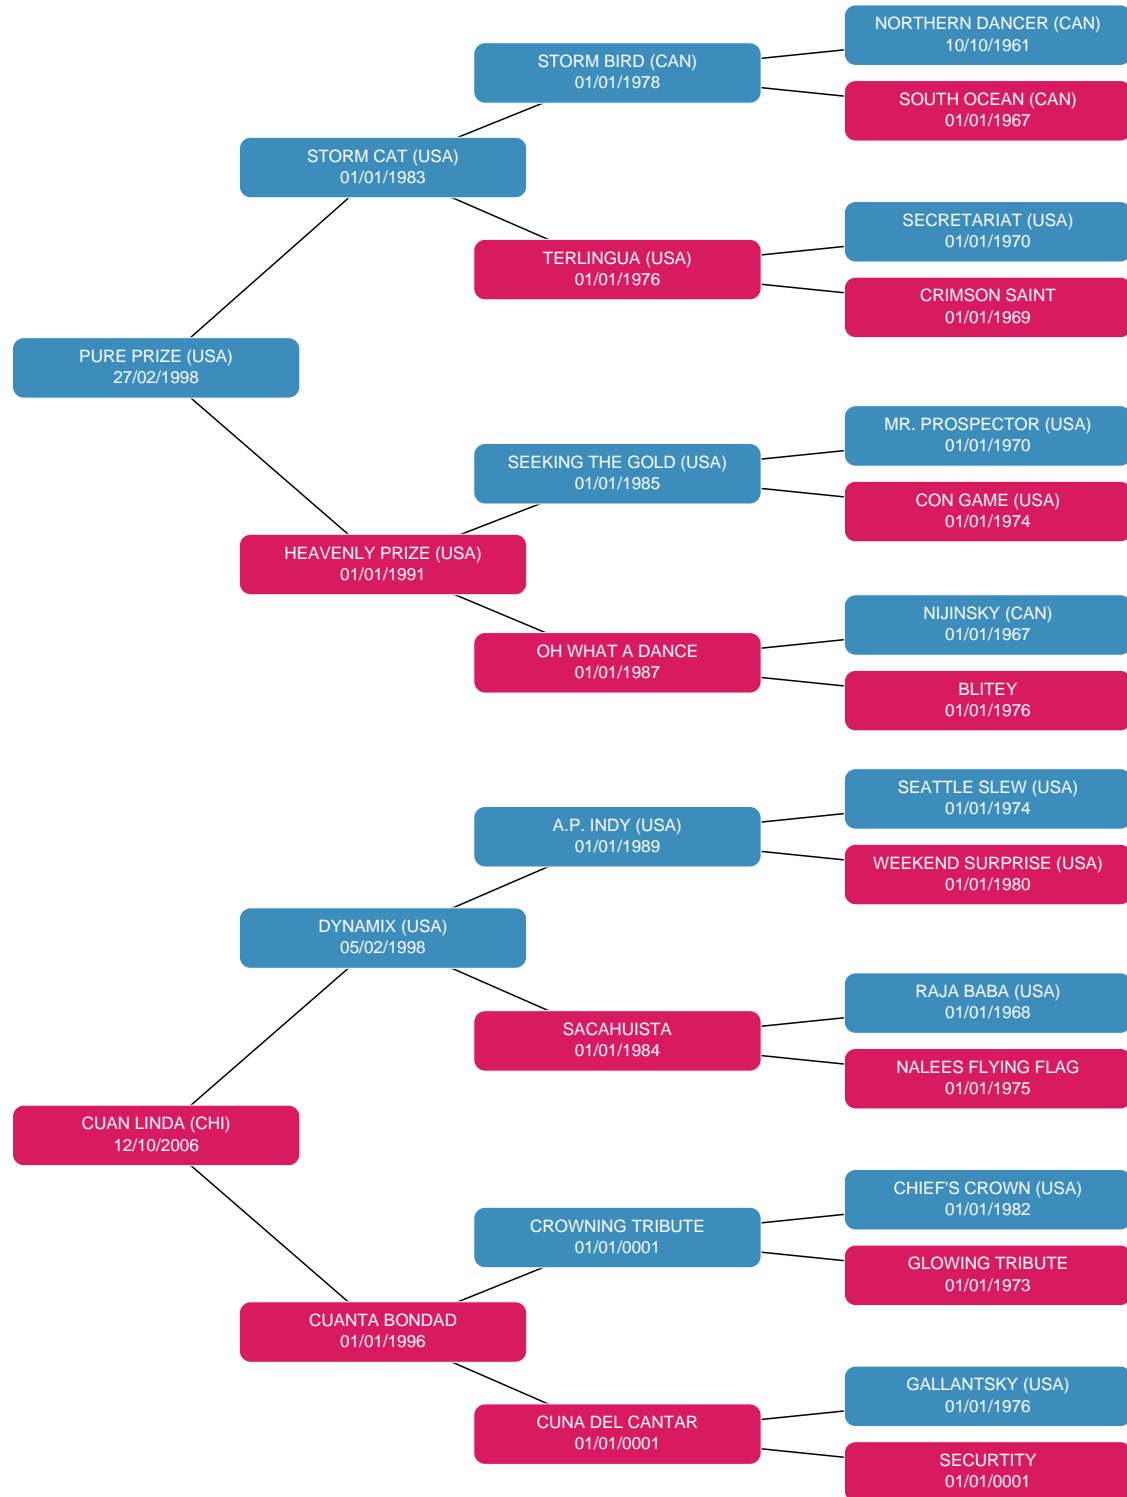 NORTHERN DANCER (CAN)
10/10/1961
STORM BIRD (CAN)
01/01/1978
SOUTH OCEAN (CAN)
01/01/1967
STORM CAT (USA)
01/01/1983
SECRETARIAT (USA)
01/01/1970
TERLINGUA (USA)
01/01/1976
CRIMSON SAINT
01/01/1969
PURE PRIZE (USA)
27/02/1998
MR. PROSPECTOR (USA)
01/01/1970
SEEKING THE GOLD (USA)
01/01/1985
CON GAME (USA)
01/01/1974
HEAVENLY PRIZE (USA)
01/01/1991
NIJINSKY (CAN)
01/01/1967
OH WHAT A DANCE
01/01/1987
BLITEY
01/01/1976
SEATTLE SLEW (USA)
01/01/1974
A.P. INDY (USA)
01/01/1989
WEEKEND SURPRISE (USA)
01/01/1980
DYNAMIX (USA)
05/02/1998
RAJA BABA (USA)
01/01/1968
SACAHUISTA
01/01/1984
NALEES FLYING FLAG
01/01/1975
CUAN LINDA (CHI)
12/10/2006
CHIEF'S CROWN (USA)
01/01/1982
CROWNING TRIBUTE
01/01/0001
GLOWING TRIBUTE
01/01/1973
CUANTA BONDAD
01/01/1996
GALLANTSKY (USA)
01/01/1976
CUNA DEL CANTAR
01/01/0001
SECURTITY
01/01/0001